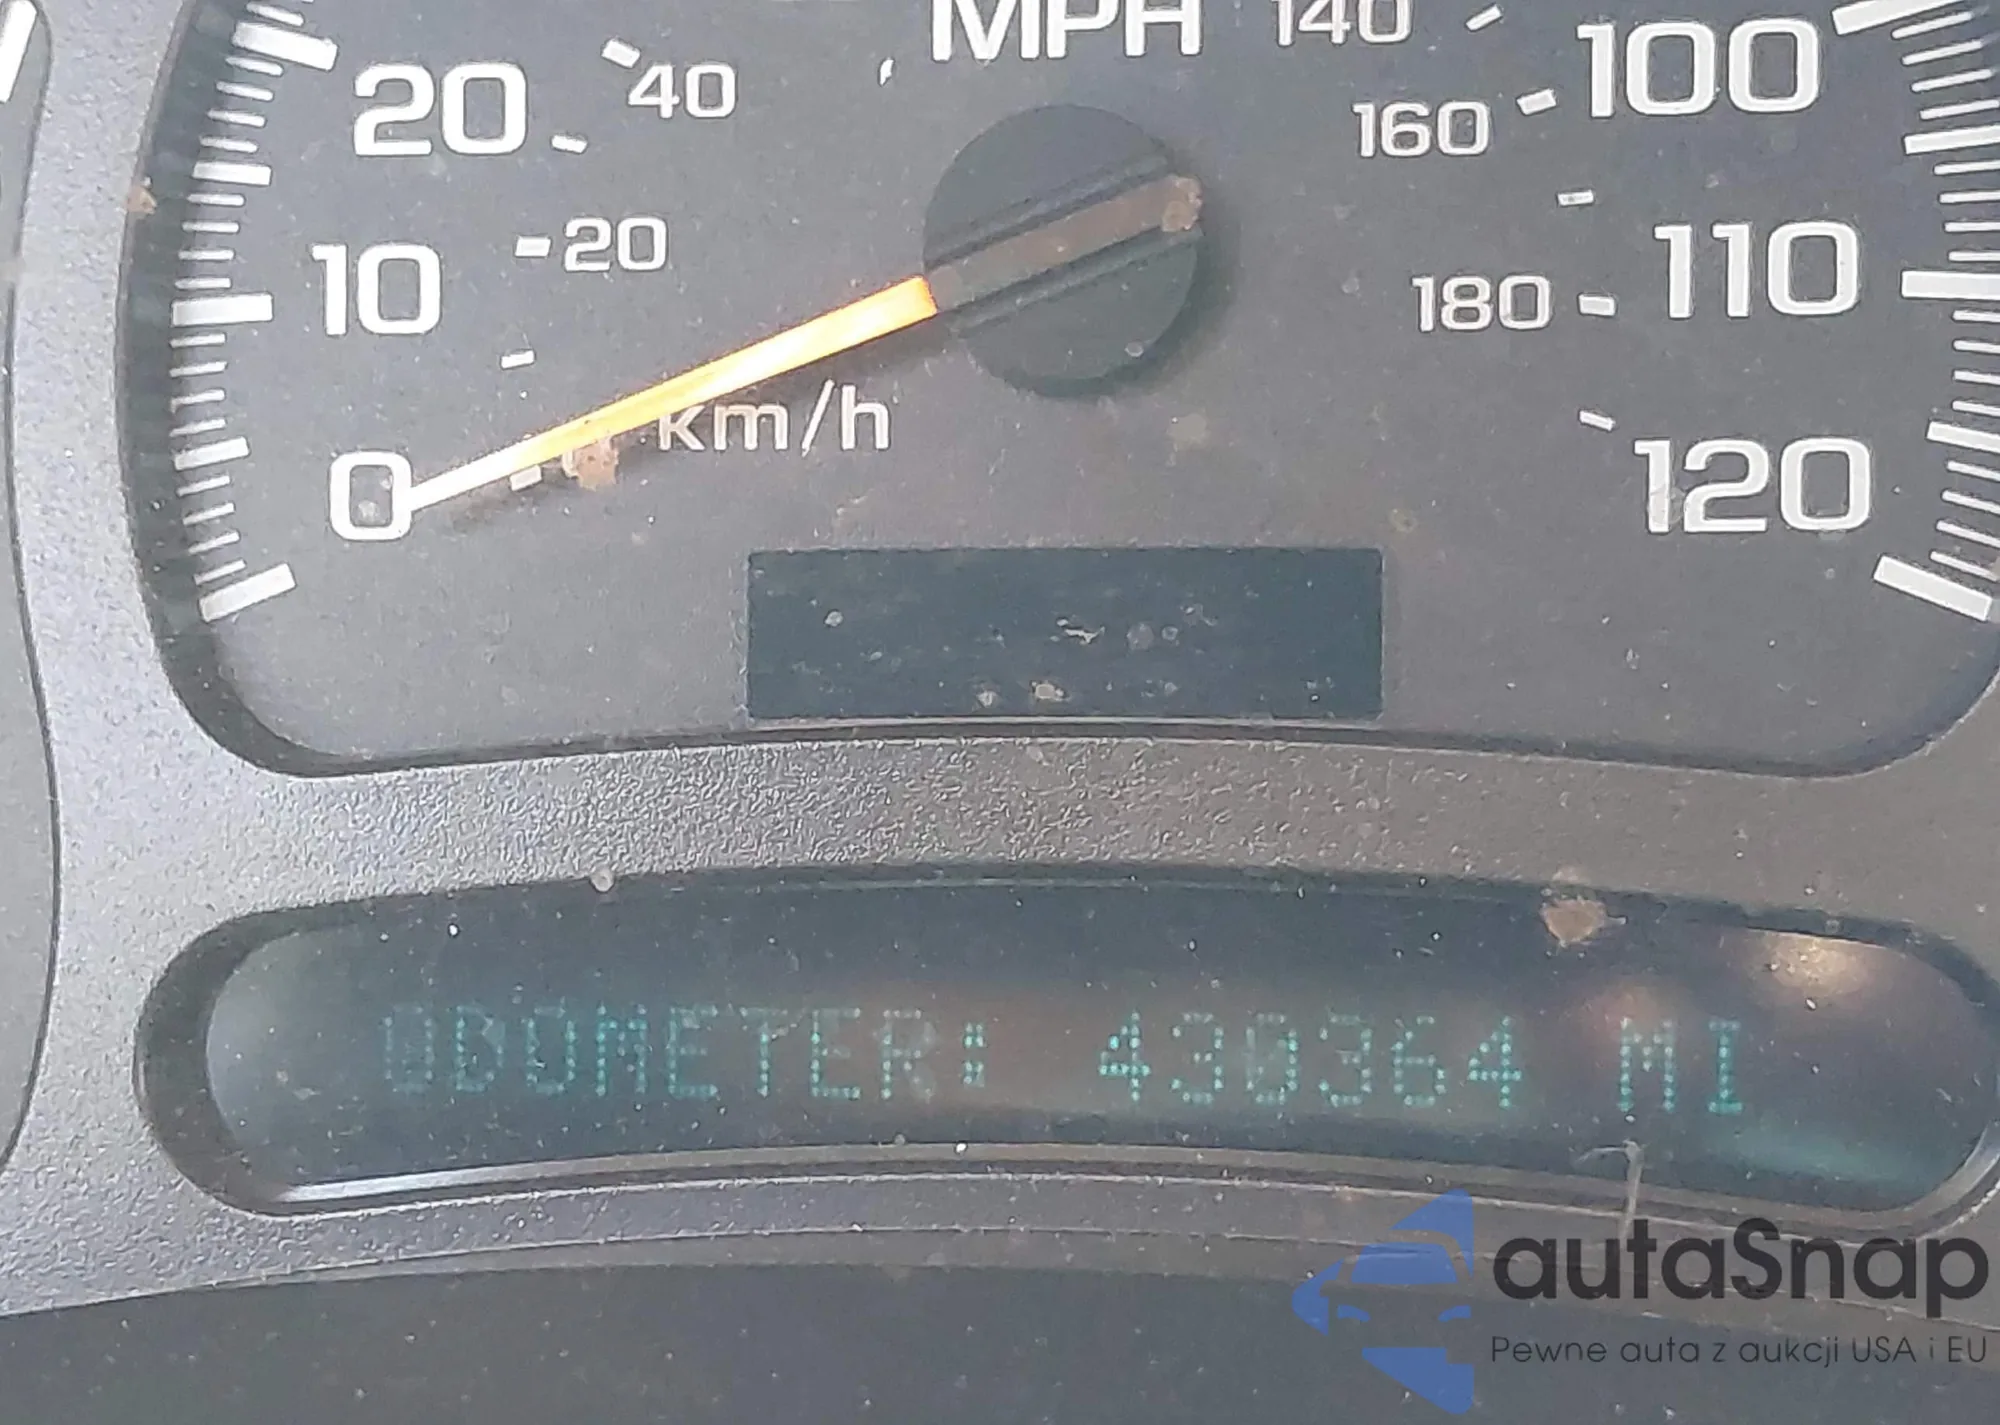 MPH
20 40 140 100
160
10 20 180 110
km/h
0 120
ODOMETER: 430364 MI
autaSnap
Pewne auta z aukcji USA i EU